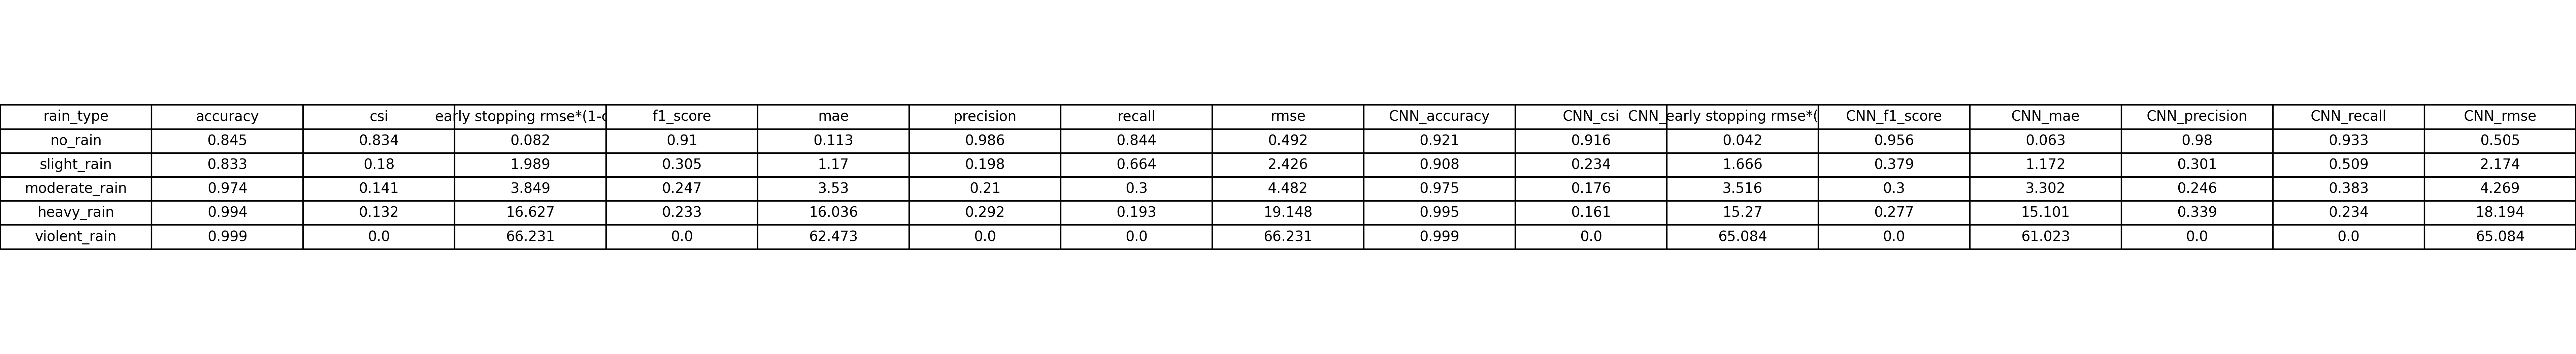 rain_type accuracy csi early stopping rmse*(1-c f1_score mae precision recall rmse CNN_accuracy CNN_csi CNN_early stopping rmse*( CNN_f1_score CNN_mae CNN_precision CNN_recall CNN_rmse
no_rain 0.845 0.834 0.082 0.91 0.113 0.986 0.844 0.492 0.921 0.916 0.042 0.956 0.063 0.98 0.933 0.505
slight_rain 0.833 0.18 1.989 0.305 1.17 0.198 0.664 2.426 0.908 0.234 1.666 0.379 1.172 0.301 0.509 2.174
moderate_rain 0.974 0.141 3.849 0.247 3.53 0.21 0.3 4.482 0.975 0.176 3.516 0.3 3.302 0.246 0.383 4.269
heavy_rain 0.994 0.132 16.627 0.233 16.036 0.292 0.193 19.148 0.995 0.161 15.27 0.277 15.101 0.339 0.234 18.194
violent_rain 0.999 0.0 66.231 0.0 62.473 0.0 0.0 66.231 0.999 0.0 65.084 0.0 61.023 0.0 0.0 65.084